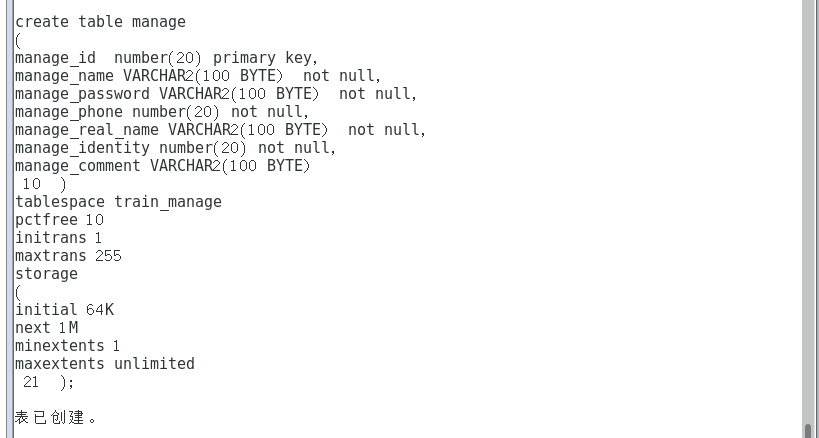 create table manage
(
manage_id  number(20) primary key,
manage_name VARCHAR2(100 BYTE)  not null,
manage_password VARCHAR2(100 BYTE)  not null,
manage_phone number(20) not null,
manage_real_name VARCHAR2(100 BYTE)  not null,
manage_identity number(20) not null,
manage_comment VARCHAR2(100 BYTE)
 10  )
tablespace train_manage
pctfree 10
initrans 1
maxtrans 255
storage
(
initial 64K
next 1M
minextents 1
maxextents unlimited
 21  );
表已创建。